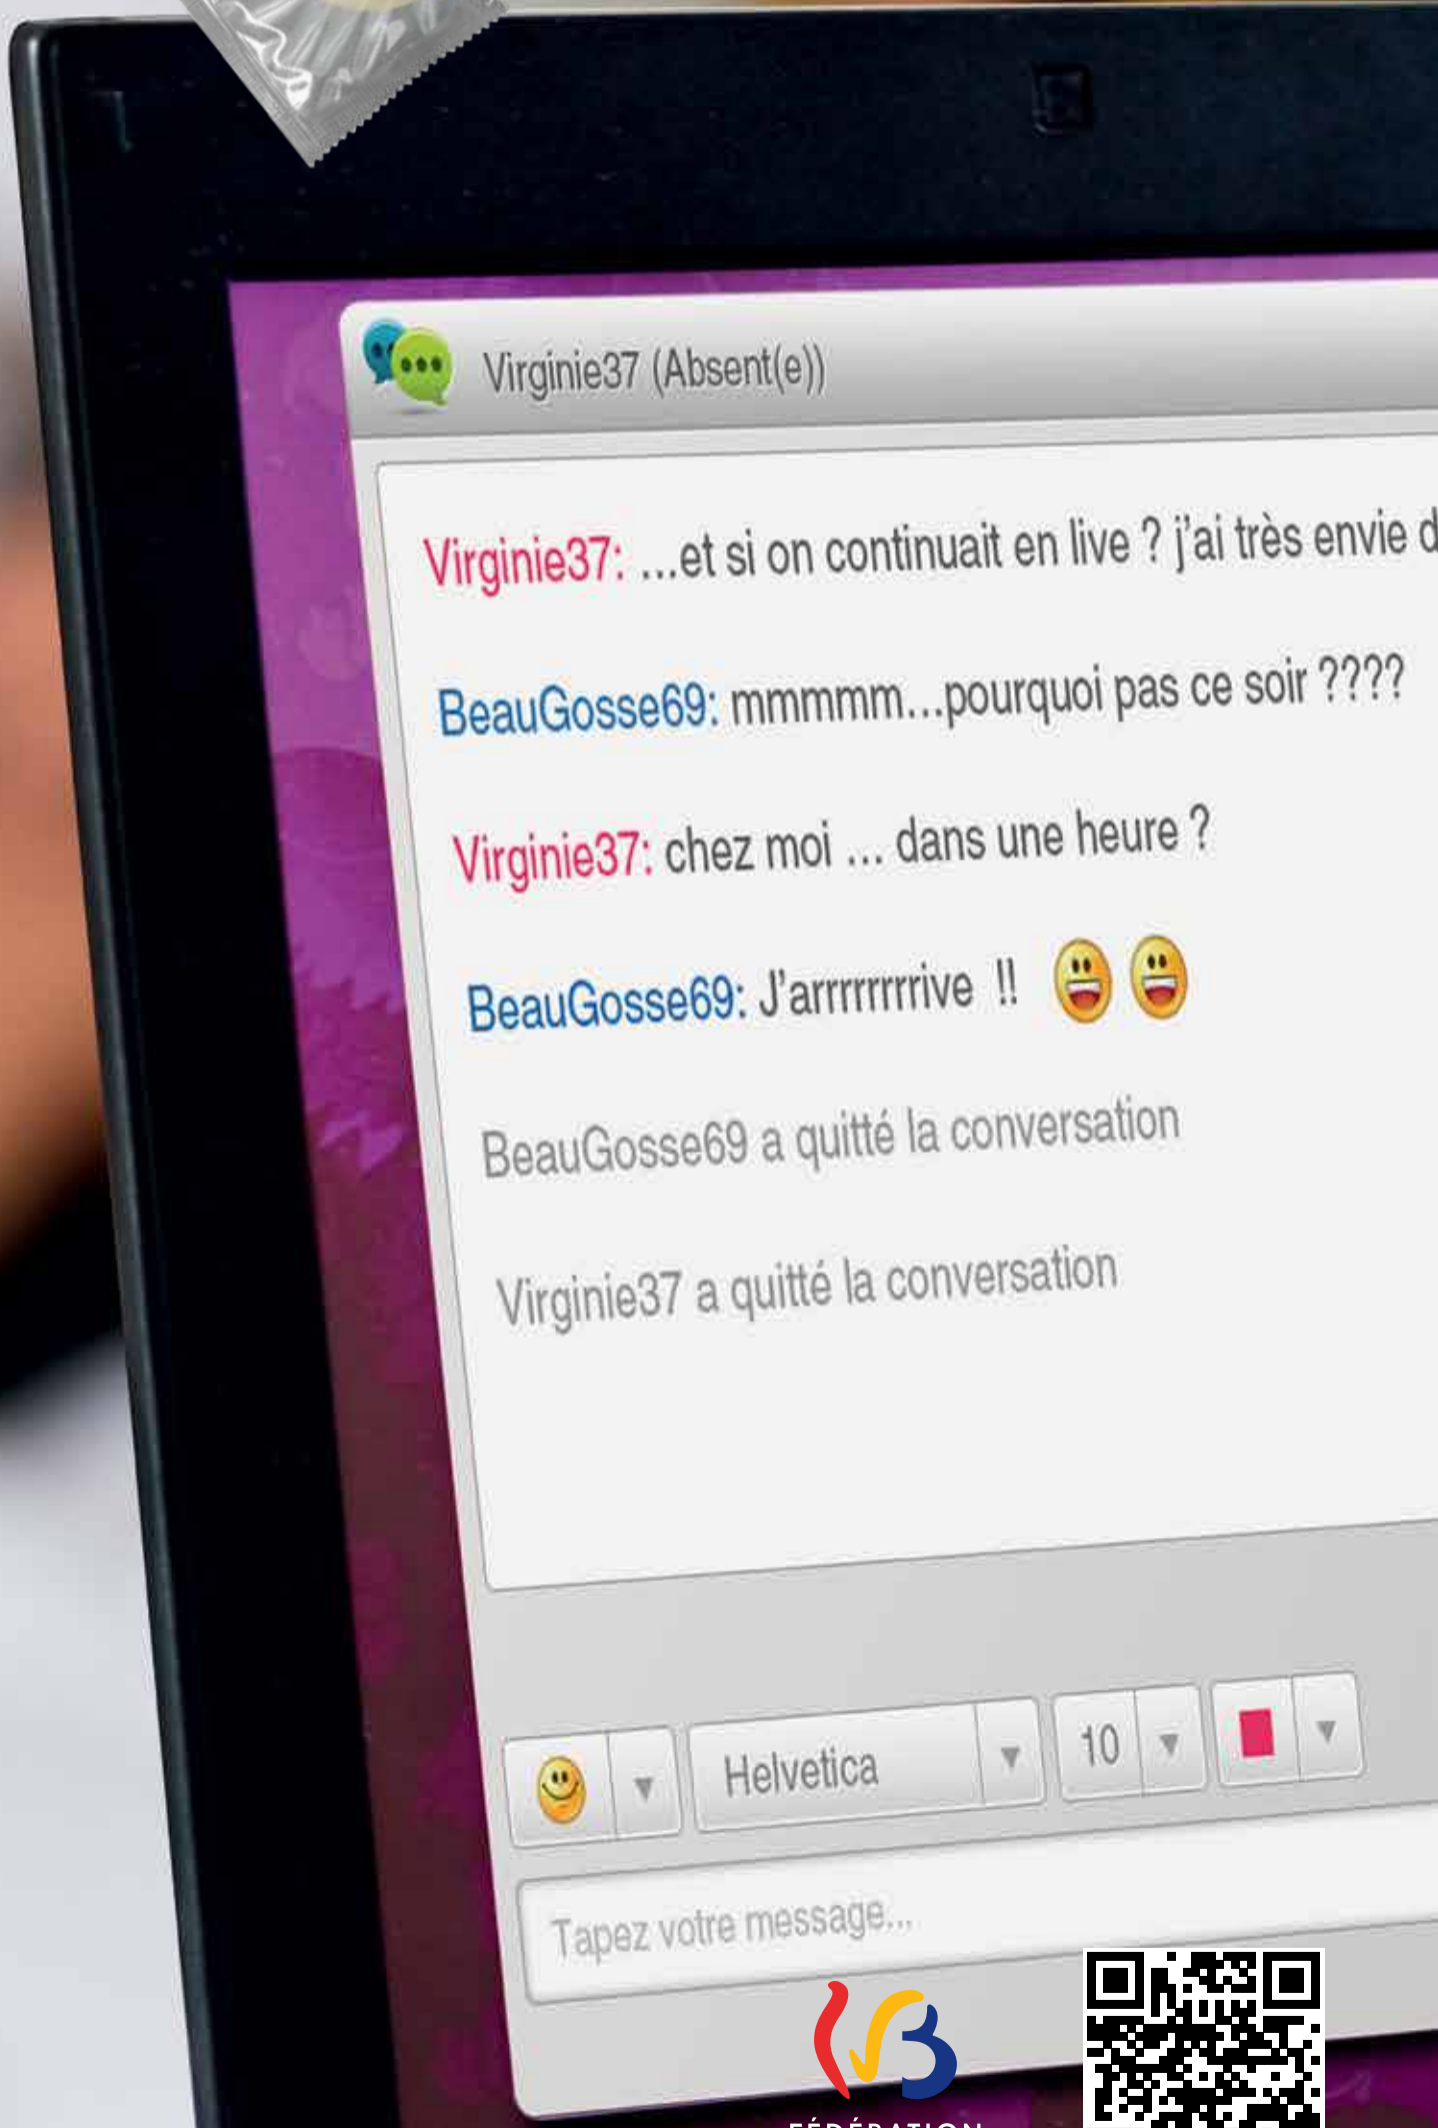 Virginie37 (Absent(e))
Virginie37: ...et si on continuait en live ? j'ai très envie d
BeauGosse69: mmmmm...pourquoi pas ce soir ????
Virginie37: chez moi ... dans une heure ?
BeauGosse69: J'arrrrrrrrive !!
BeauGosse69 a quitté la conversation
Virginie37 a quitté la conversation
Helvetica
10
Tapez votre message...
FÉDÉRATION